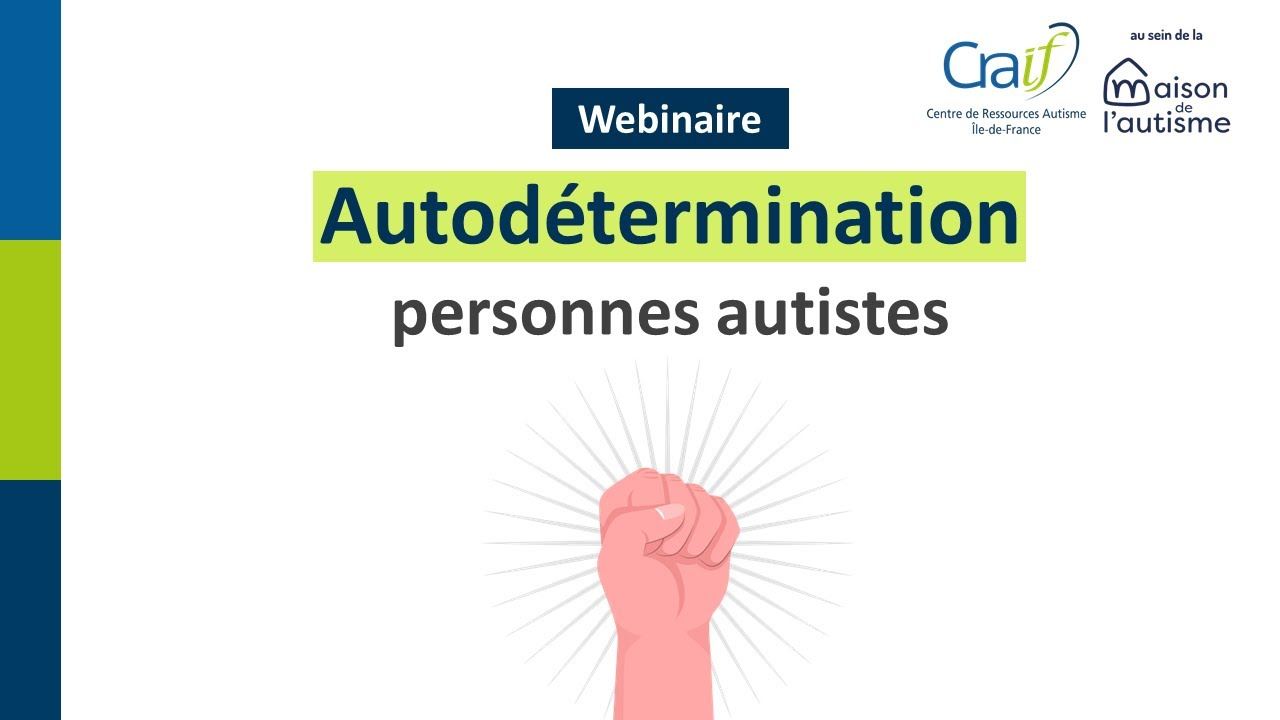 Craif
Centre de Ressources Autisme
Île-de-France
au sein de la
maison
de
l'autisme
Webinaire
Autodétermination
personnes autistes